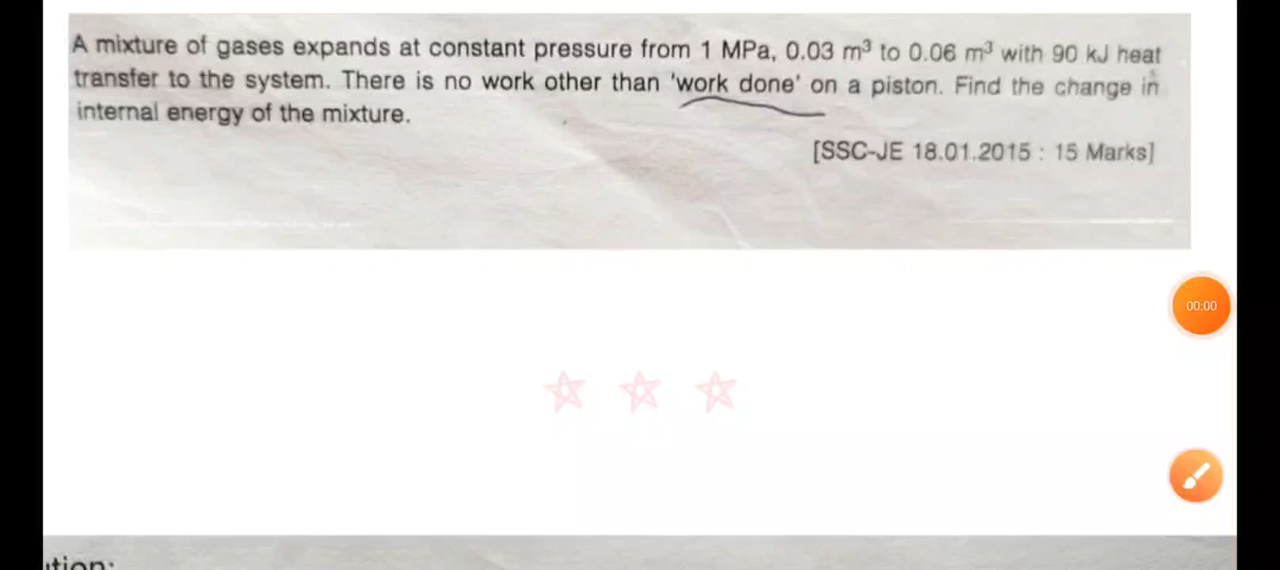 A mixture of gases expands at constant pressure from 1 MPa, 0.03 m³ to 0.06 m³ with 90 kJ heat
transfer to the system. There is no work other than 'work done' on a piston. Find the change in
internal energy of the mixture.
[SSC-JE 18.01.2015 : 15 Marks]
00:00